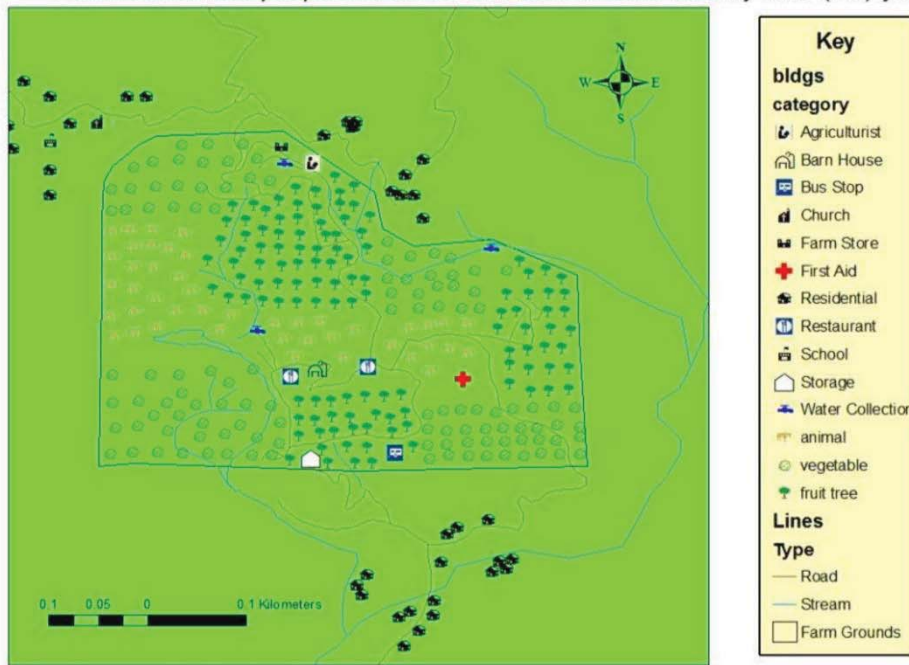 N
W E
S
0.1 0.05 0 0.1 Kilometers
Key
bldgs
category
Agriculturist
Barn House
Bus Stop
Church
Farm Store
First Aid
Residential
Restaurant
School
Storage
Water Collection
animal
vegetable
fruit tree
Lines
Type
Road
Stream
Farm Grounds